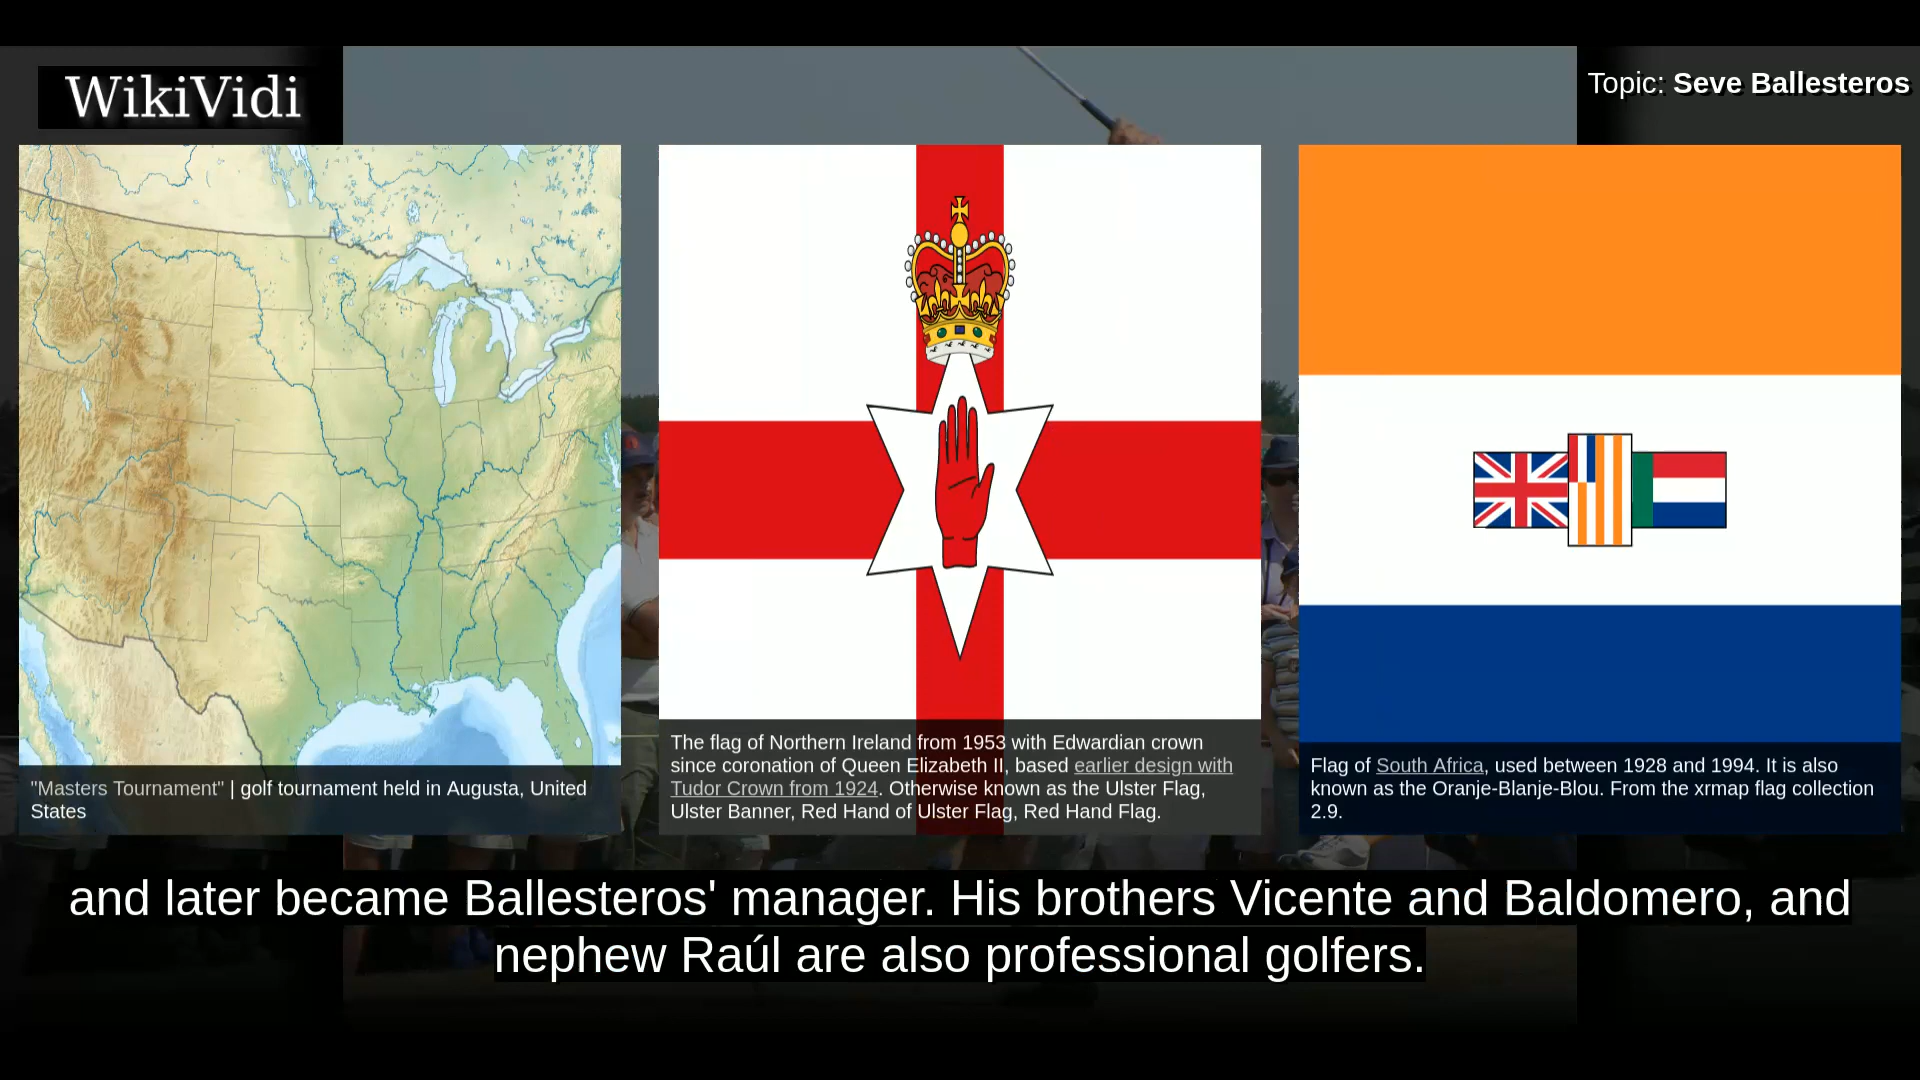 WikiVidi
Topic: Seve Ballesteros
"Masters Tournament" | golf tournament held in Augusta, United
States
The flag of Northern Ireland from 1953 with Edwardian crown
since coronation of Queen Elizabeth II, based earlier design with
Tudor Crown from 1924. Otherwise known as the Ulster Flag,
Ulster Banner, Red Hand of Ulster Flag, Red Hand Flag.
Flag of South Africa, used between 1928 and 1994. It is also
known as the Oranje-Blanje-Blou. From the xrmap flag collection
2.9.
and later became Ballesteros' manager. His brothers Vicente and Baldomero, and
nephew Raúl are also professional golfers.